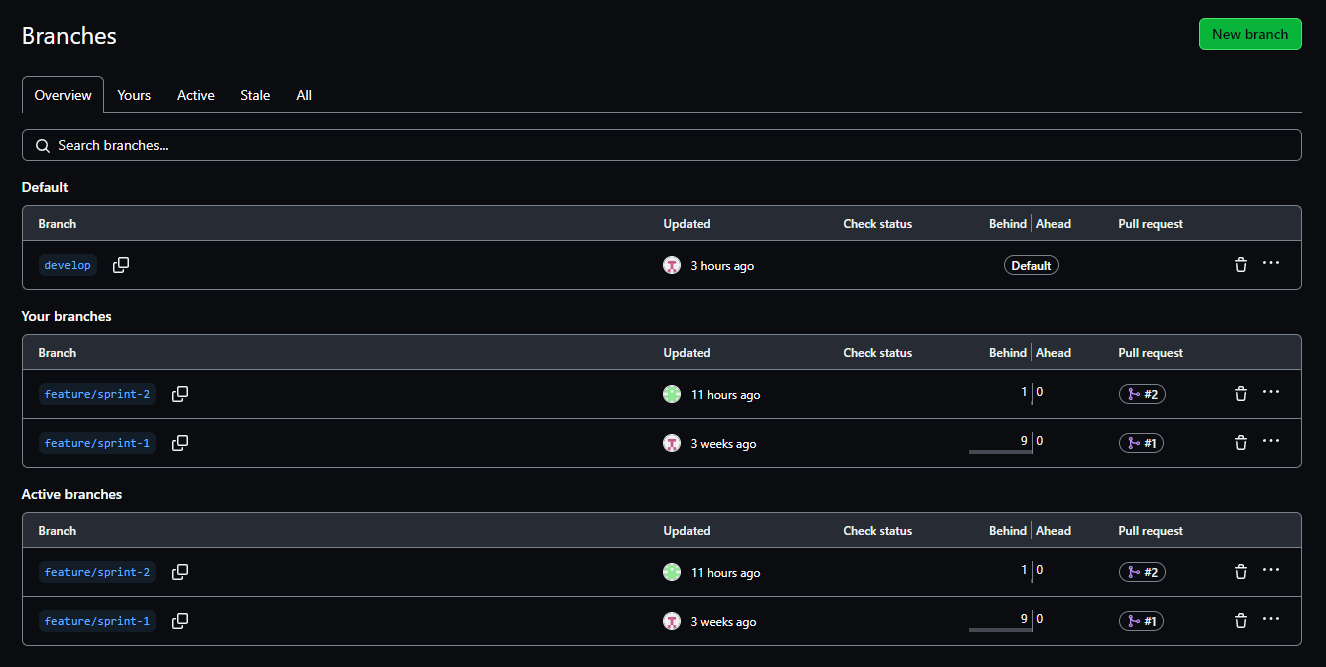 Branches
New branch
Overview Yours Active Stale All
Search branches...
Default
Branch Updated Check status Behind Ahead Pull request
develop 3 hours ago Default
Your branches
Branch Updated Check status Behind Ahead Pull request
feature/sprint-2 11 hours ago 1 0 #2
feature/sprint-1 3 weeks ago 9 0 #1
Active branches
Branch Updated Check status Behind Ahead Pull request
feature/sprint-2 11 hours ago 1 0 #2
feature/sprint-1 3 weeks ago 9 0 #1